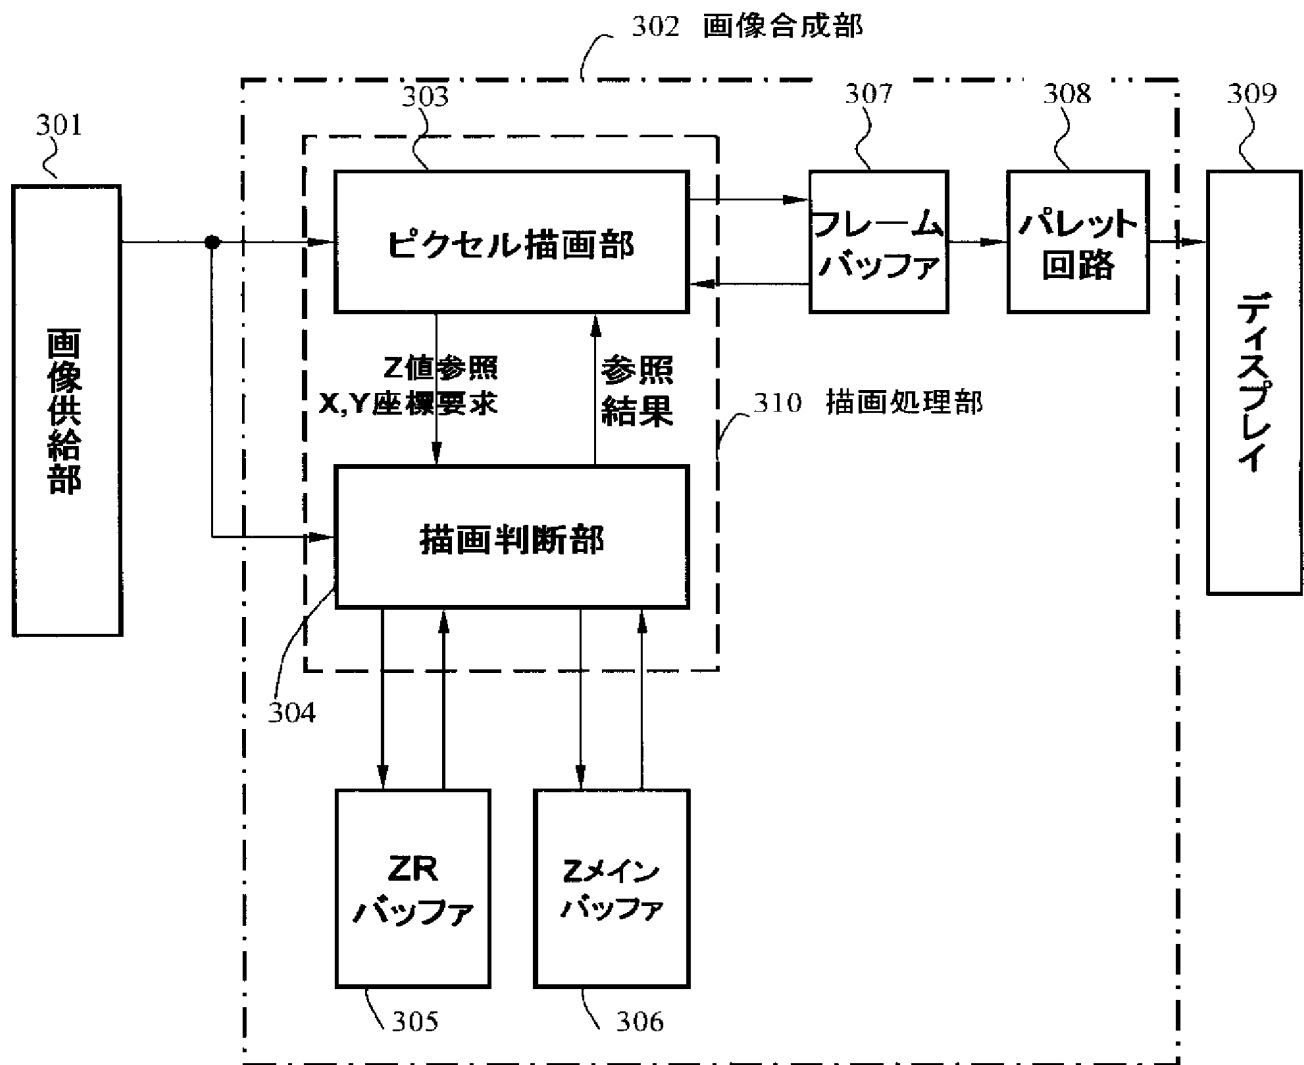 302 画像合成部
301
303
307
308
309
画像供給部
ピクセル描画部
フレーム
バッファ
パレット
回路
ディスプレイ
Z値参照
X,Y座標要求
参照
結果
310 描画処理部
描画判断部
304
ZR
バッファ
Zメイン
バッファ
305
306